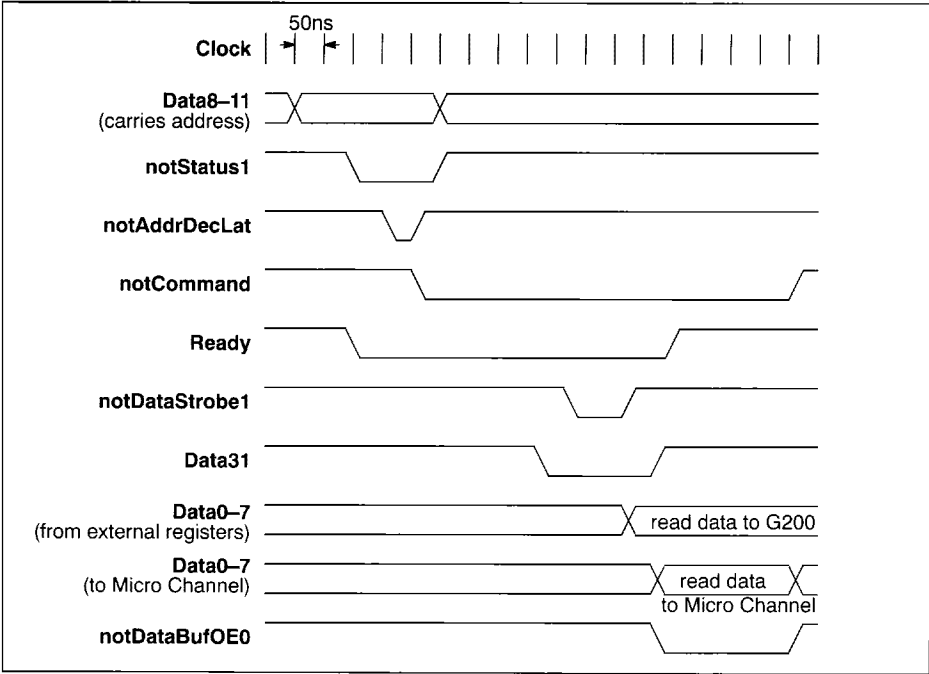 50ns
Clock
Data8–11
(carries address)
notStatus1
notAddrDecLat
notCommand
Ready
notDataStrobe1
Data31
Data0–7
(from external registers)
read data to G200
Data0–7
(to Micro Channel)
read data
to Micro Channel
notDataBufOE0